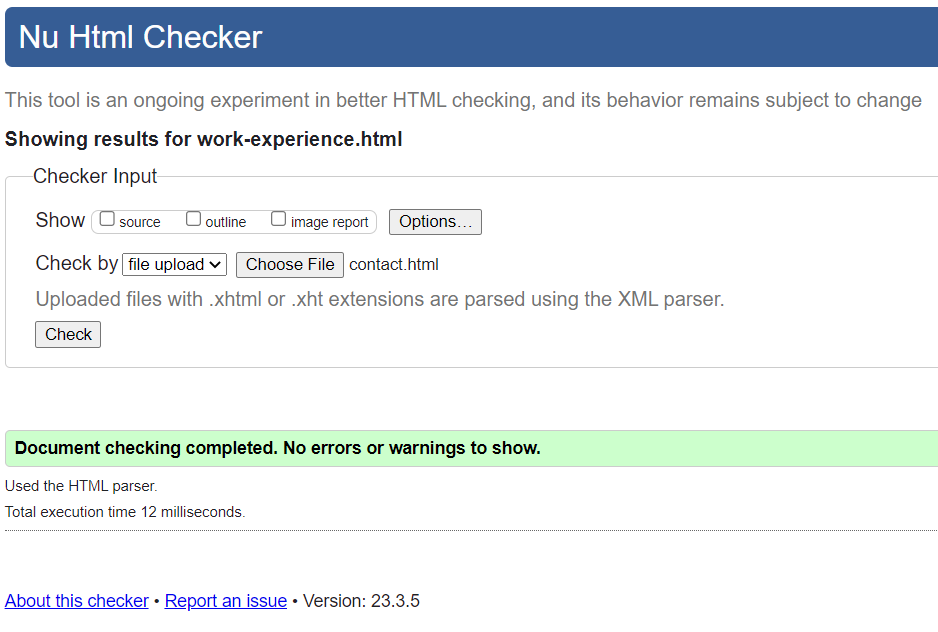 Nu Html Checker
This tool is an ongoing experiment in better HTML checking, and its behavior remains subject to change
Showing results for work-experience.html
Checker Input
Show source outline image report Options…
Check by file upload Choose File contact.html
Uploaded files with .xhtml or .xht extensions are parsed using the XML parser.
Check
Document checking completed. No errors or warnings to show.
Used the HTML parser.
Total execution time 12 milliseconds.
About this checker • Report an issue • Version: 23.3.5